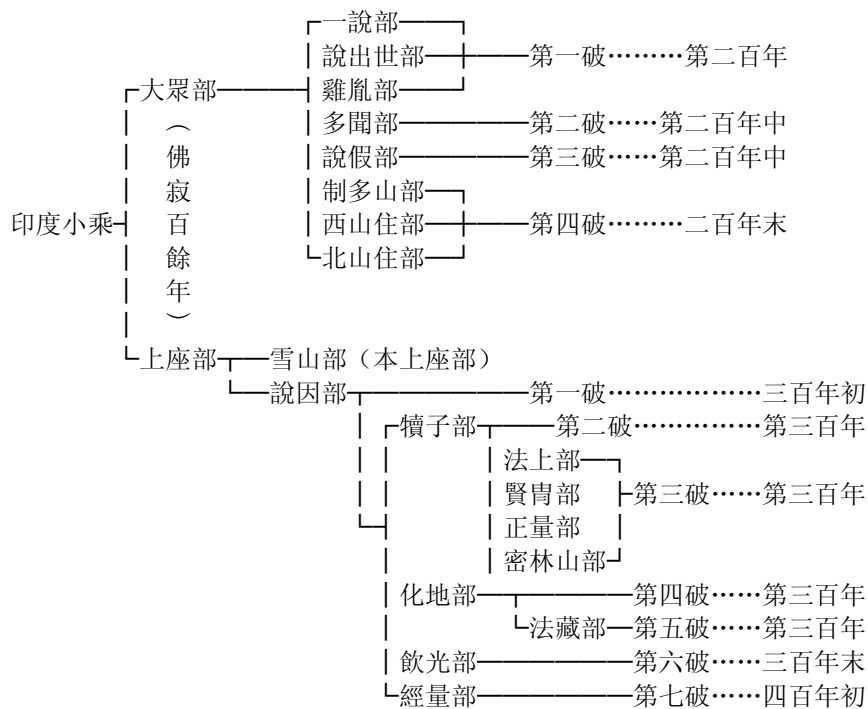 一說部
說出世部 第一破………第二百年
大眾部 雞胤部
多聞部 第二破……第二百年中
說假部 第三破……第二百年中
制多山部
印度小乘 西山住部 第四破………二百年末
北山住部
（佛寂百餘年）
上座部 雪山部（本上座部）
說因部 第一破………………三百年初
犢子部 第二破……………第三百年
法上部
賢冑部 第三破……第三百年
正量部
密林山部
化地部 第四破……第三百年
法藏部 第五破……第三百年
飲光部 第六破……三百年末
經量部 第七破……四百年初